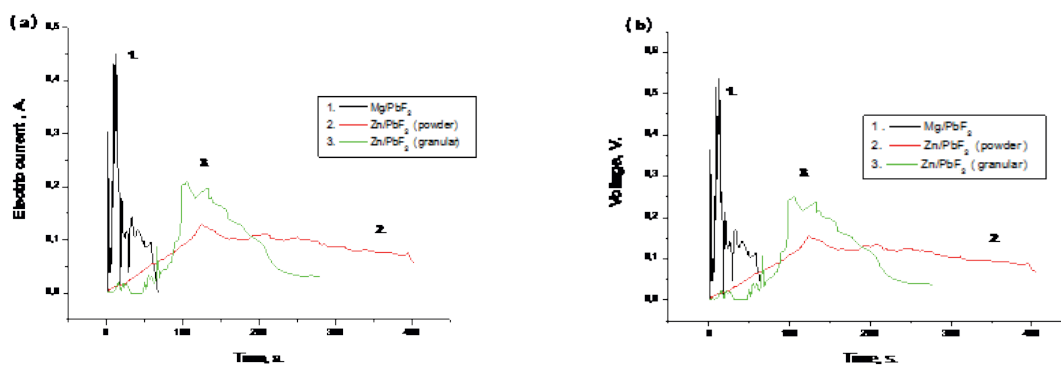 (a)
0,5
0,4
0,3
0,2
0,1
0,0
0
100
200
300
400
Electric current , A.
Time, s.
1.
2.
3.
1. Mg/PbF₂
2. Zn/PbF₂ (powder)
3. Zn/PbF₂ (granular)
(b)
0,6
0,5
0,4
0,3
0,2
0,1
0,0
0
100
200
300
400
Voltage, V.
Time, s.
1.
2.
3.
1 . Mg/PbF₂
2. Zn/PbF₂ (powder)
3. Zn/PbF₂ ( granular)